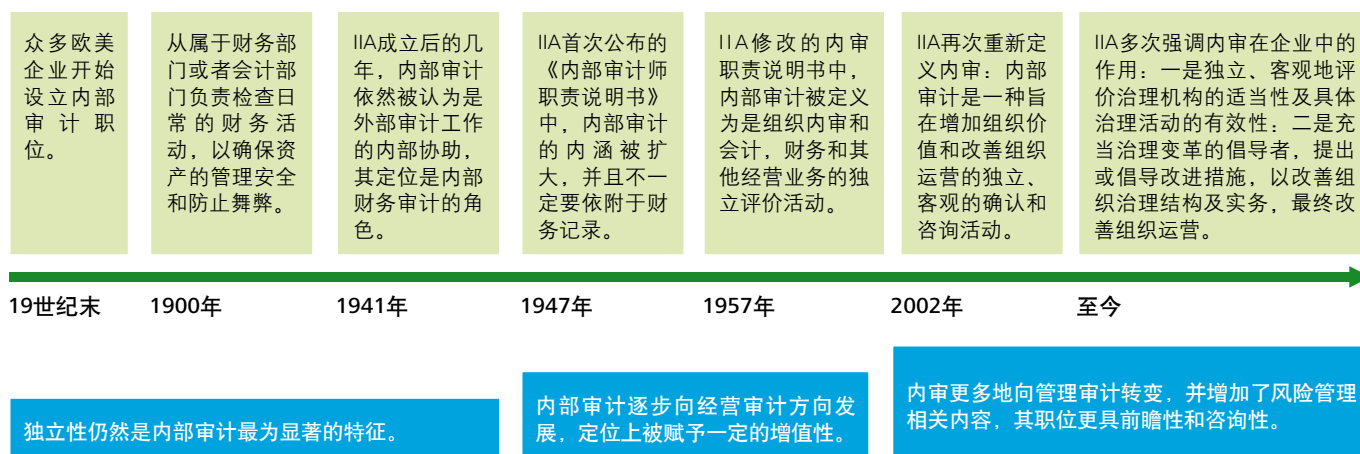 众多欧美
企业开始
设立内部
审计职
位。
从属于财务部
门或者会计部
门负责检查日
常的财务活
动，以确保资
产的管理安全
和防止舞弊。
IIA成立后的几
年，内部审计
依然被认为是
外部审计工作
的内部协助，
其定位是内部
财务审计的角
色。
IIA首次公布的
《内部审计师
职责说明书》
中，内部审计
的内涵被扩
大，并且不一
定要依附于财
务记录。
IIA修改的内审
职责说明书中，
内部审计被定义
为是组织内审和
会计，财务和其
他经营业务的独
立评价活动。
IIA再次重新定
义内审：内部
审计是一种旨
在增加组织价
值和改善组织
运营的独立、
客观的确认和
咨询活动。
IIA多次强调内审在企业中的
作用：一是独立、客观地评
价治理机构的适当性及具体
治理活动的有效性：二是充
当治理变革的倡导者，提出
或倡导改进措施，以改善组
织治理结构及实务，最终改
善组织运营。
19世纪末
1900年
1941年
1947年
1957年
2002年
至今
独立性仍然是内部审计最为显著的特征。
内部审计逐步向经营审计方向发
展，定位上被赋予一定的增值性。
内审更多地向管理审计转变，并增加了风险管理
相关内容，其职位更具前瞻性和咨询性。